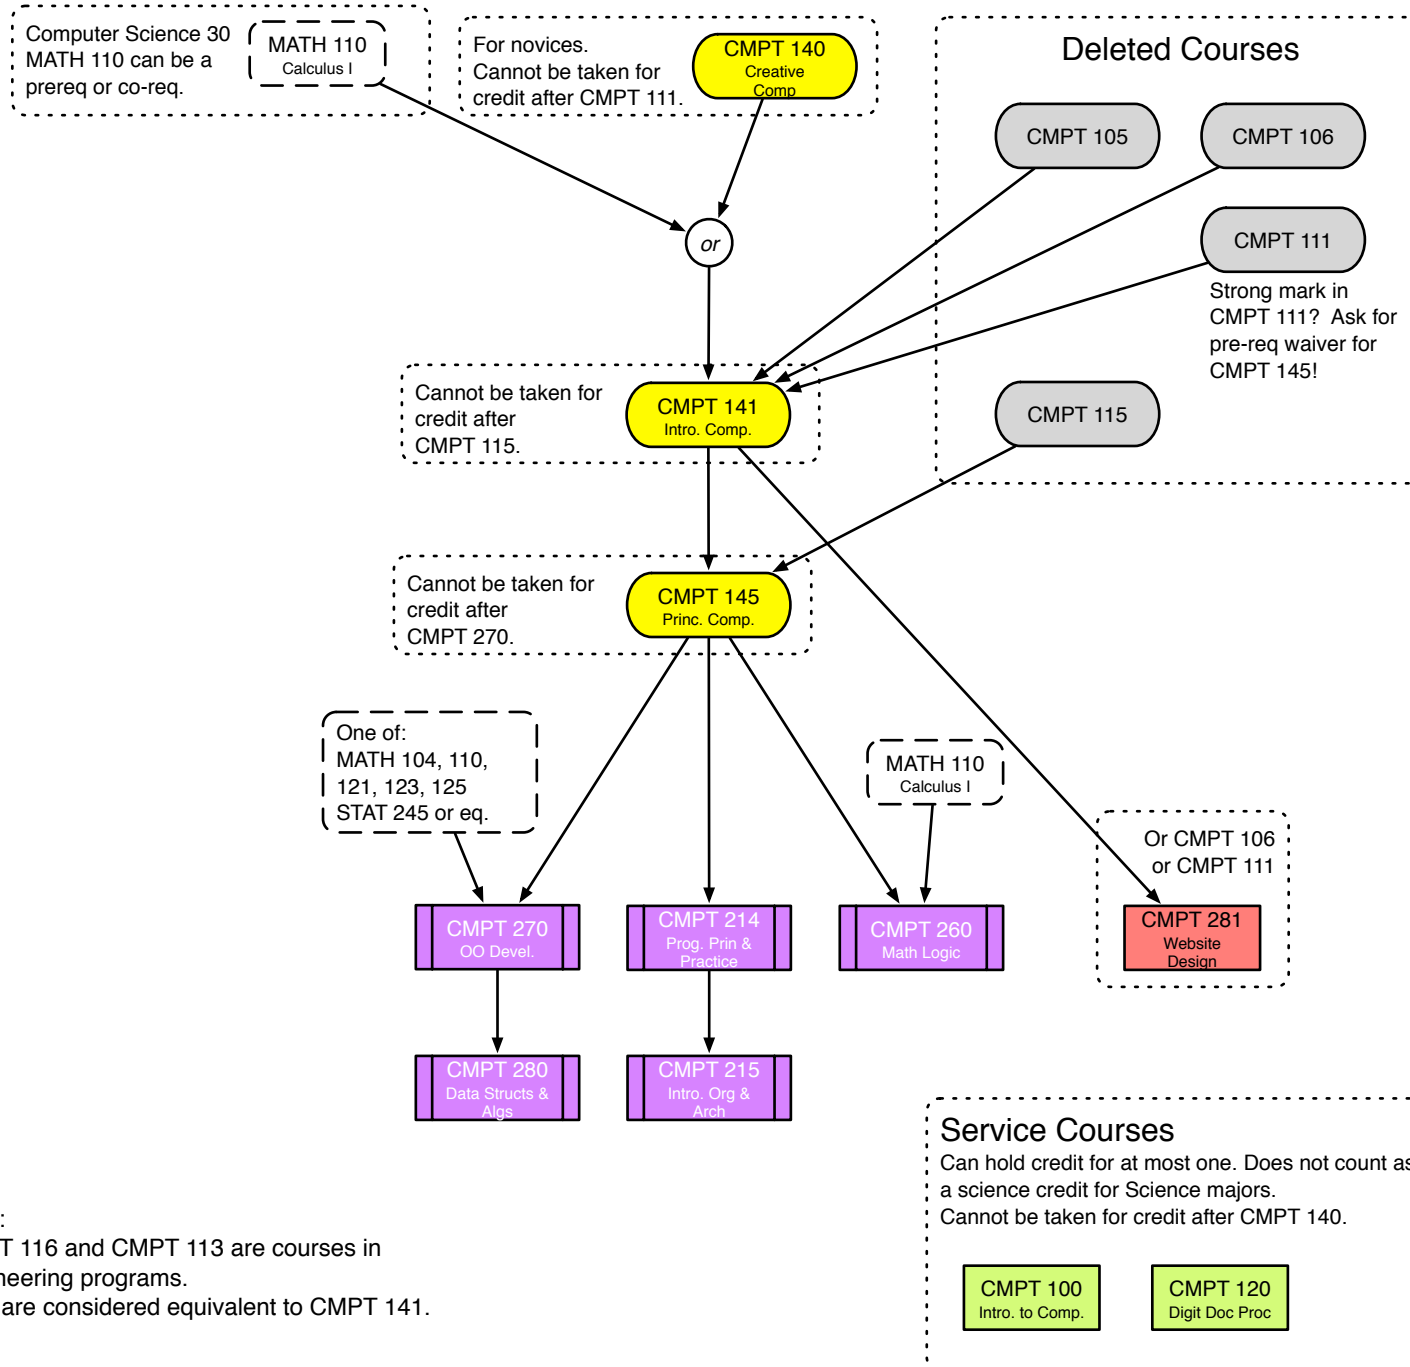 Computer Science 30
MATH 110 can be a
prereq or co-req.
MATH 110
Calculus I
For novices.
Cannot be taken for
credit after CMPT 111.
CMPT 140
Creative
Comp
Deleted Courses
CMPT 105
CMPT 106
or
CMPT 111
Strong mark in
CMPT 111? Ask for
pre-req waiver for
CMPT 145!
Cannot be taken for
credit after
CMPT 115.
CMPT 141
Intro. Comp.
CMPT 115
Cannot be taken for
credit after
CMPT 270.
CMPT 145
Princ. Comp.
One of:
MATH 104, 110,
121, 123, 125
STAT 245 or eq.
MATH 110
Calculus I
Or CMPT 106
or CMPT 111
CMPT 270
OO Devel.
CMPT 214
Prog. Prin &
Practice
CMPT 260
Math Logic
CMPT 281
Website
Design
CMPT 280
Data Structs &
Algs
CMPT 215
Intro. Org &
Arch
Service Courses
Can hold credit for at most one. Does not count as
a science credit for Science majors.
Cannot be taken for credit after CMPT 140.
:
T 116 and CMPT 113 are courses in
neering programs.
are considered equivalent to CMPT 141.
CMPT 100
Intro. to Comp.
CMPT 120
Digit Doc Proc